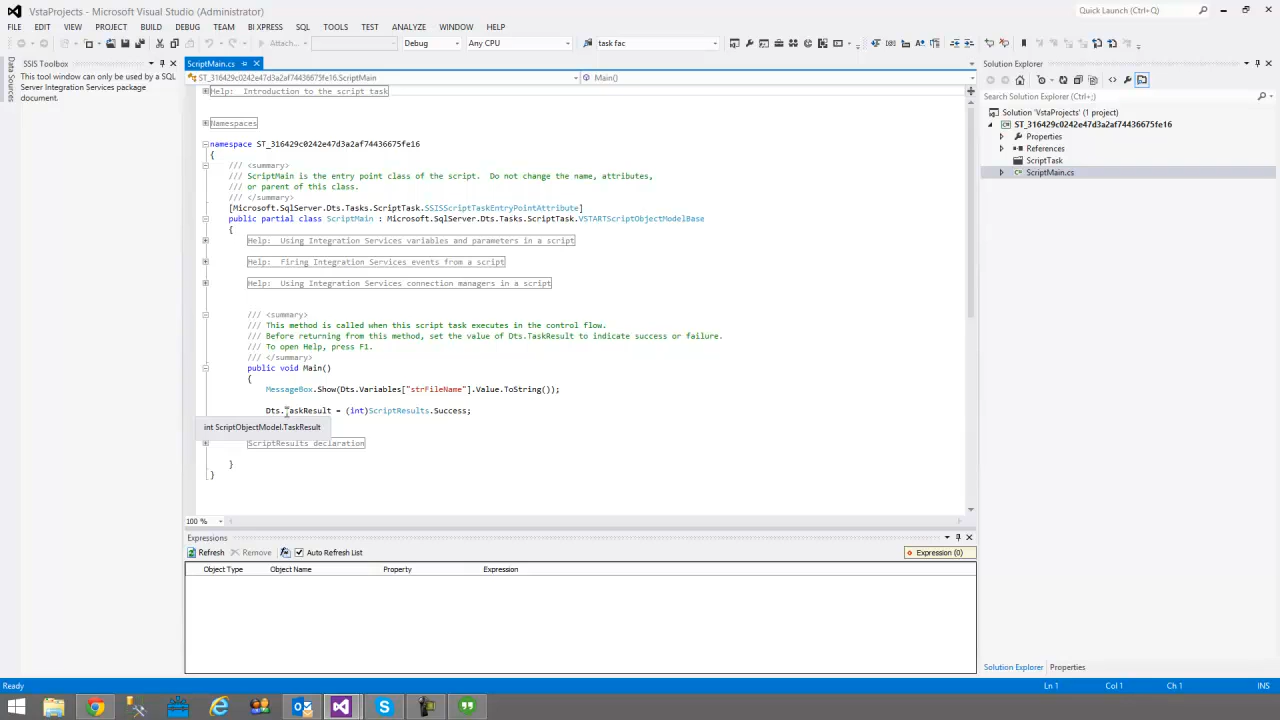 VstaProjects - Microsoft Visual Studio (Administrator)
Quick Launch (Ctrl+Q)
FILE EDIT VIEW PROJECT BUILD DEBUG TEAM BI XPRESS SQL TOOLS TEST ANALYZE WINDOW HELP
Attach... Debug Any CPU task fac
Data Sources
SSIS Toolbox
This tool window can only be used by a SQL
Server Integration Services package
document.
ScriptMain.cs
ST_316429c0242e47d3a2af74436675fe16.ScriptMain Main()
Help: Introduction to the script task
Namespaces
namespace ST_316429c0242e47d3a2af74436675fe16
{
/// <summary>
/// ScriptMain is the entry point class of the script. Do not change the name, attributes,
/// or parent of this class.
/// </summary>
[Microsoft.SqlServer.Dts.Tasks.ScriptTask.SSISScriptTaskEntryPointAttribute]
public partial class ScriptMain : Microsoft.SqlServer.Dts.Tasks.ScriptTask.VSTARTScriptObjectModelBase
{
Help: Using Integration Services variables and parameters in a script
Help: Firing Integration Services events from a script
Help: Using Integration Services connection managers in a script
/// <summary>
/// This method is called when this script task executes in the control flow.
/// Before returning from this method, set the value of Dts.TaskResult to indicate success or failure.
/// To open Help, press F1.
/// </summary>
public void Main()
{
MessageBox.Show(Dts.Variables["strFileName"].Value.ToString());
Dts.TaskResult = (int)ScriptResults.Success;
int ScriptObjectModel.TaskResult
ScriptResults declaration
}
}
100 %
Expressions
Refresh Remove Auto Refresh List Expression (0)
Object Type Object Name Property Expression
Solution Explorer
Search Solution Explorer (Ctrl+;)
Solution 'VstaProjects' (1 project)
ST_316429c0242e47d3a2af74436675fe16
Properties
References
ScriptTask
ScriptMain.cs
Solution Explorer Properties
Ready Ln 1 Col 1 Ch 1 INS